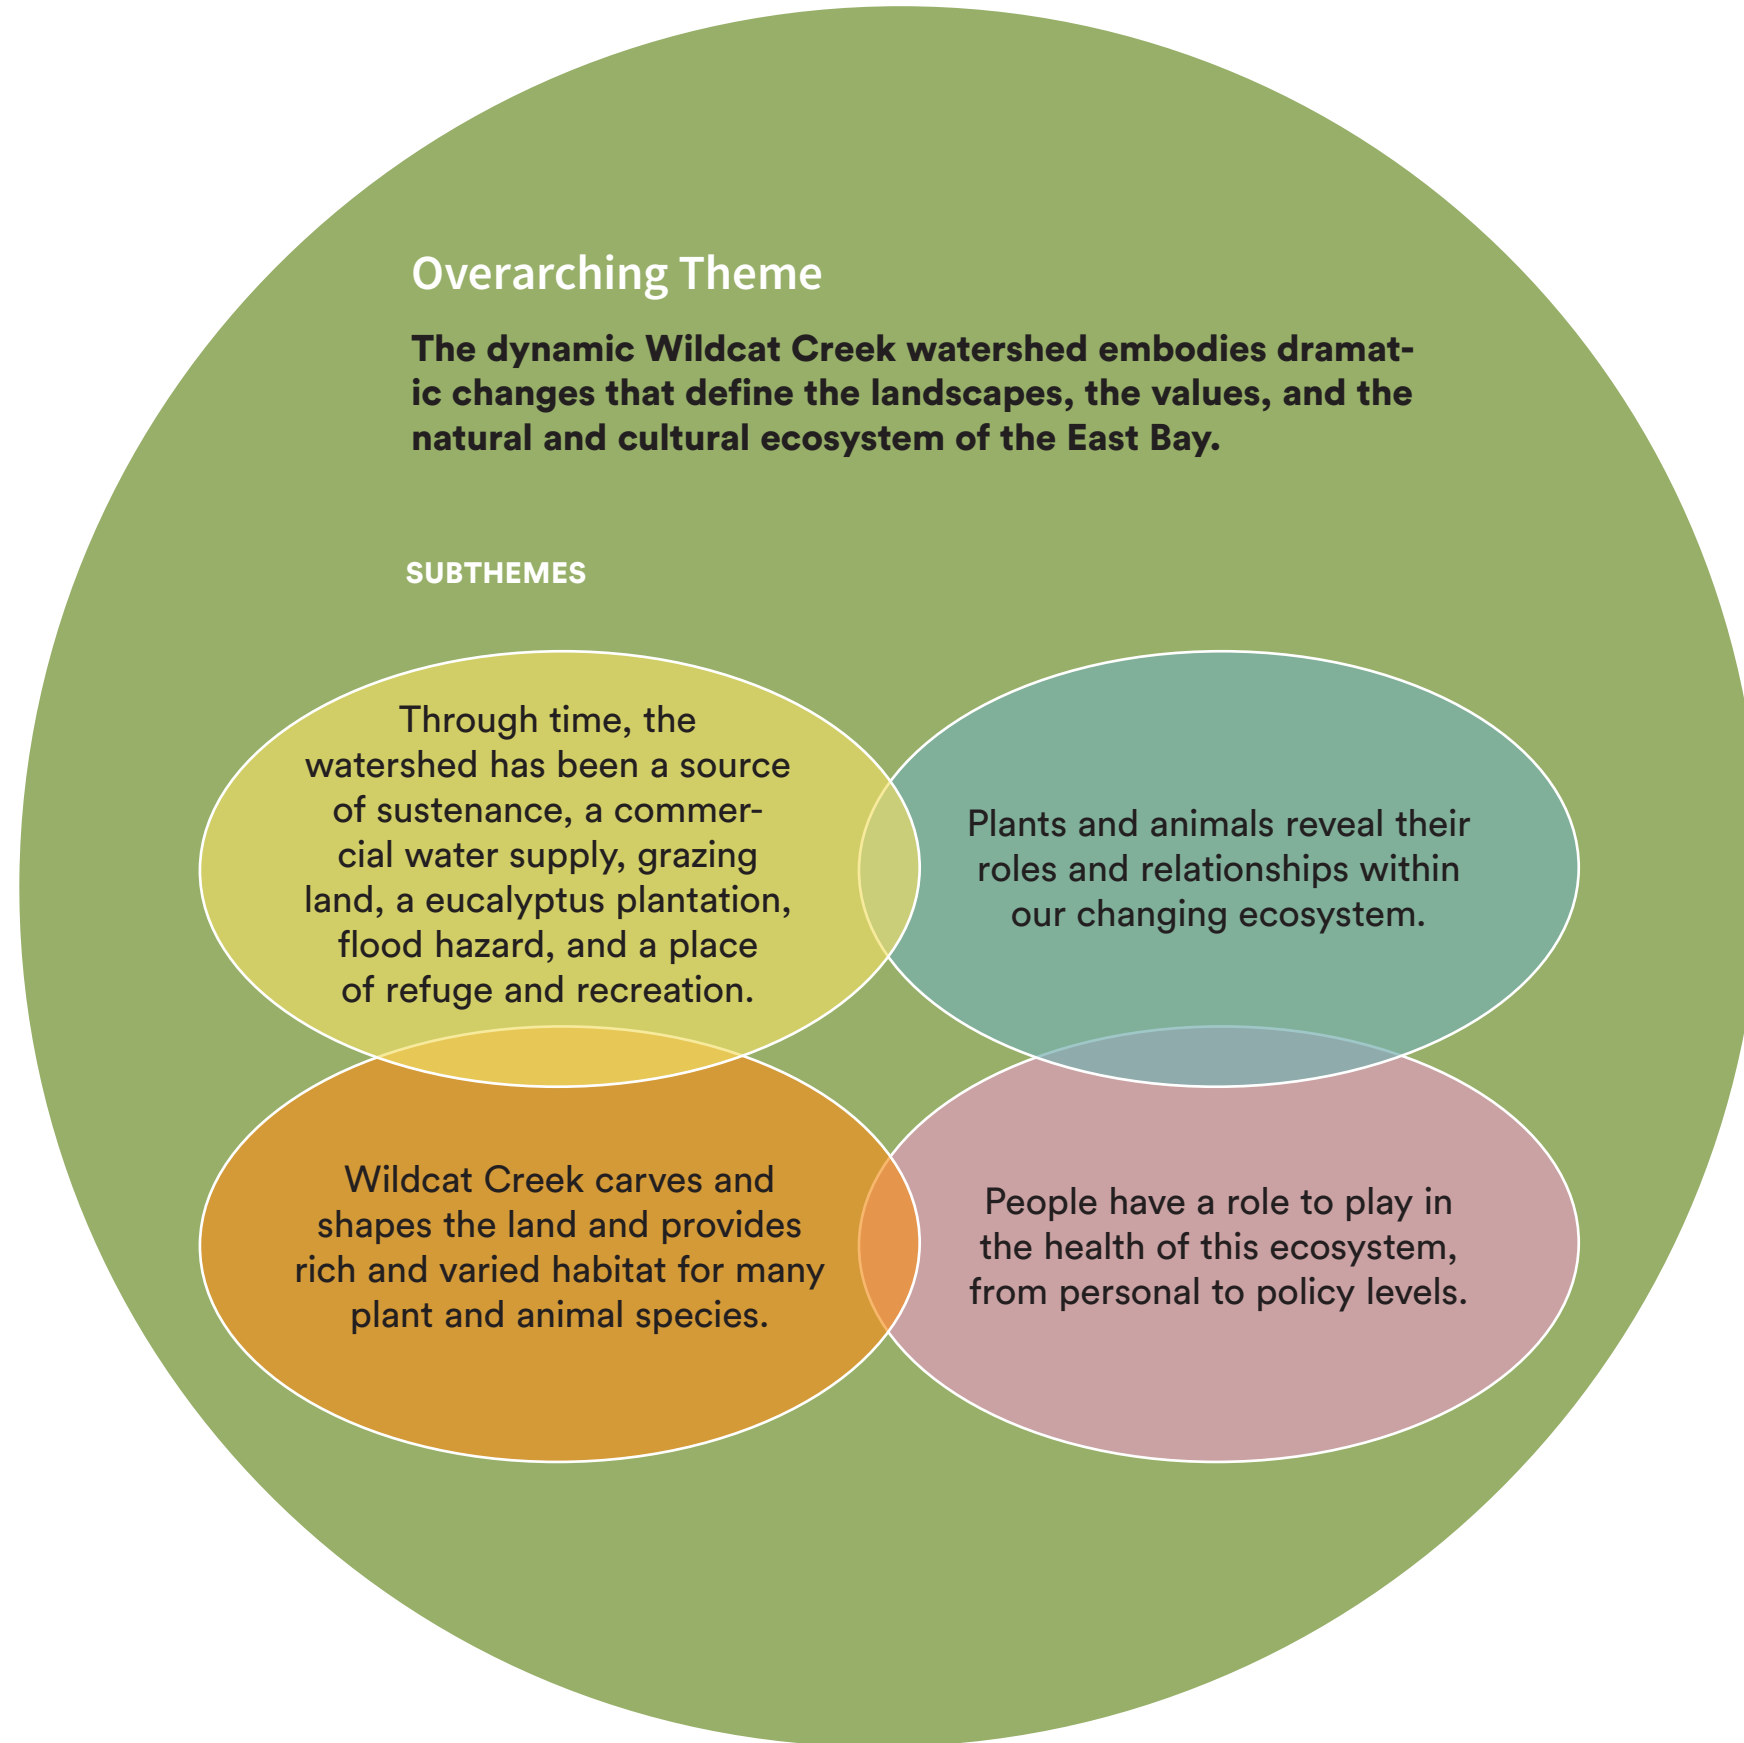 Overarching Theme
The dynamic Wildcat Creek watershed embodies dramat-
ic changes that define the landscapes, the values, and the
natural and cultural ecosystem of the East Bay.
SUBTHEMES
Through time, the
watershed has been a source
of sustenance, a commer-
cial water supply, grazing
land, a eucalyptus plantation,
flood hazard, and a place
of refuge and recreation.
Plants and animals reveal their
roles and relationships within
our changing ecosystem.
Wildcat Creek carves and
shapes the land and provides
rich and varied habitat for many
plant and animal species.
People have a role to play in
the health of this ecosystem,
from personal to policy levels.